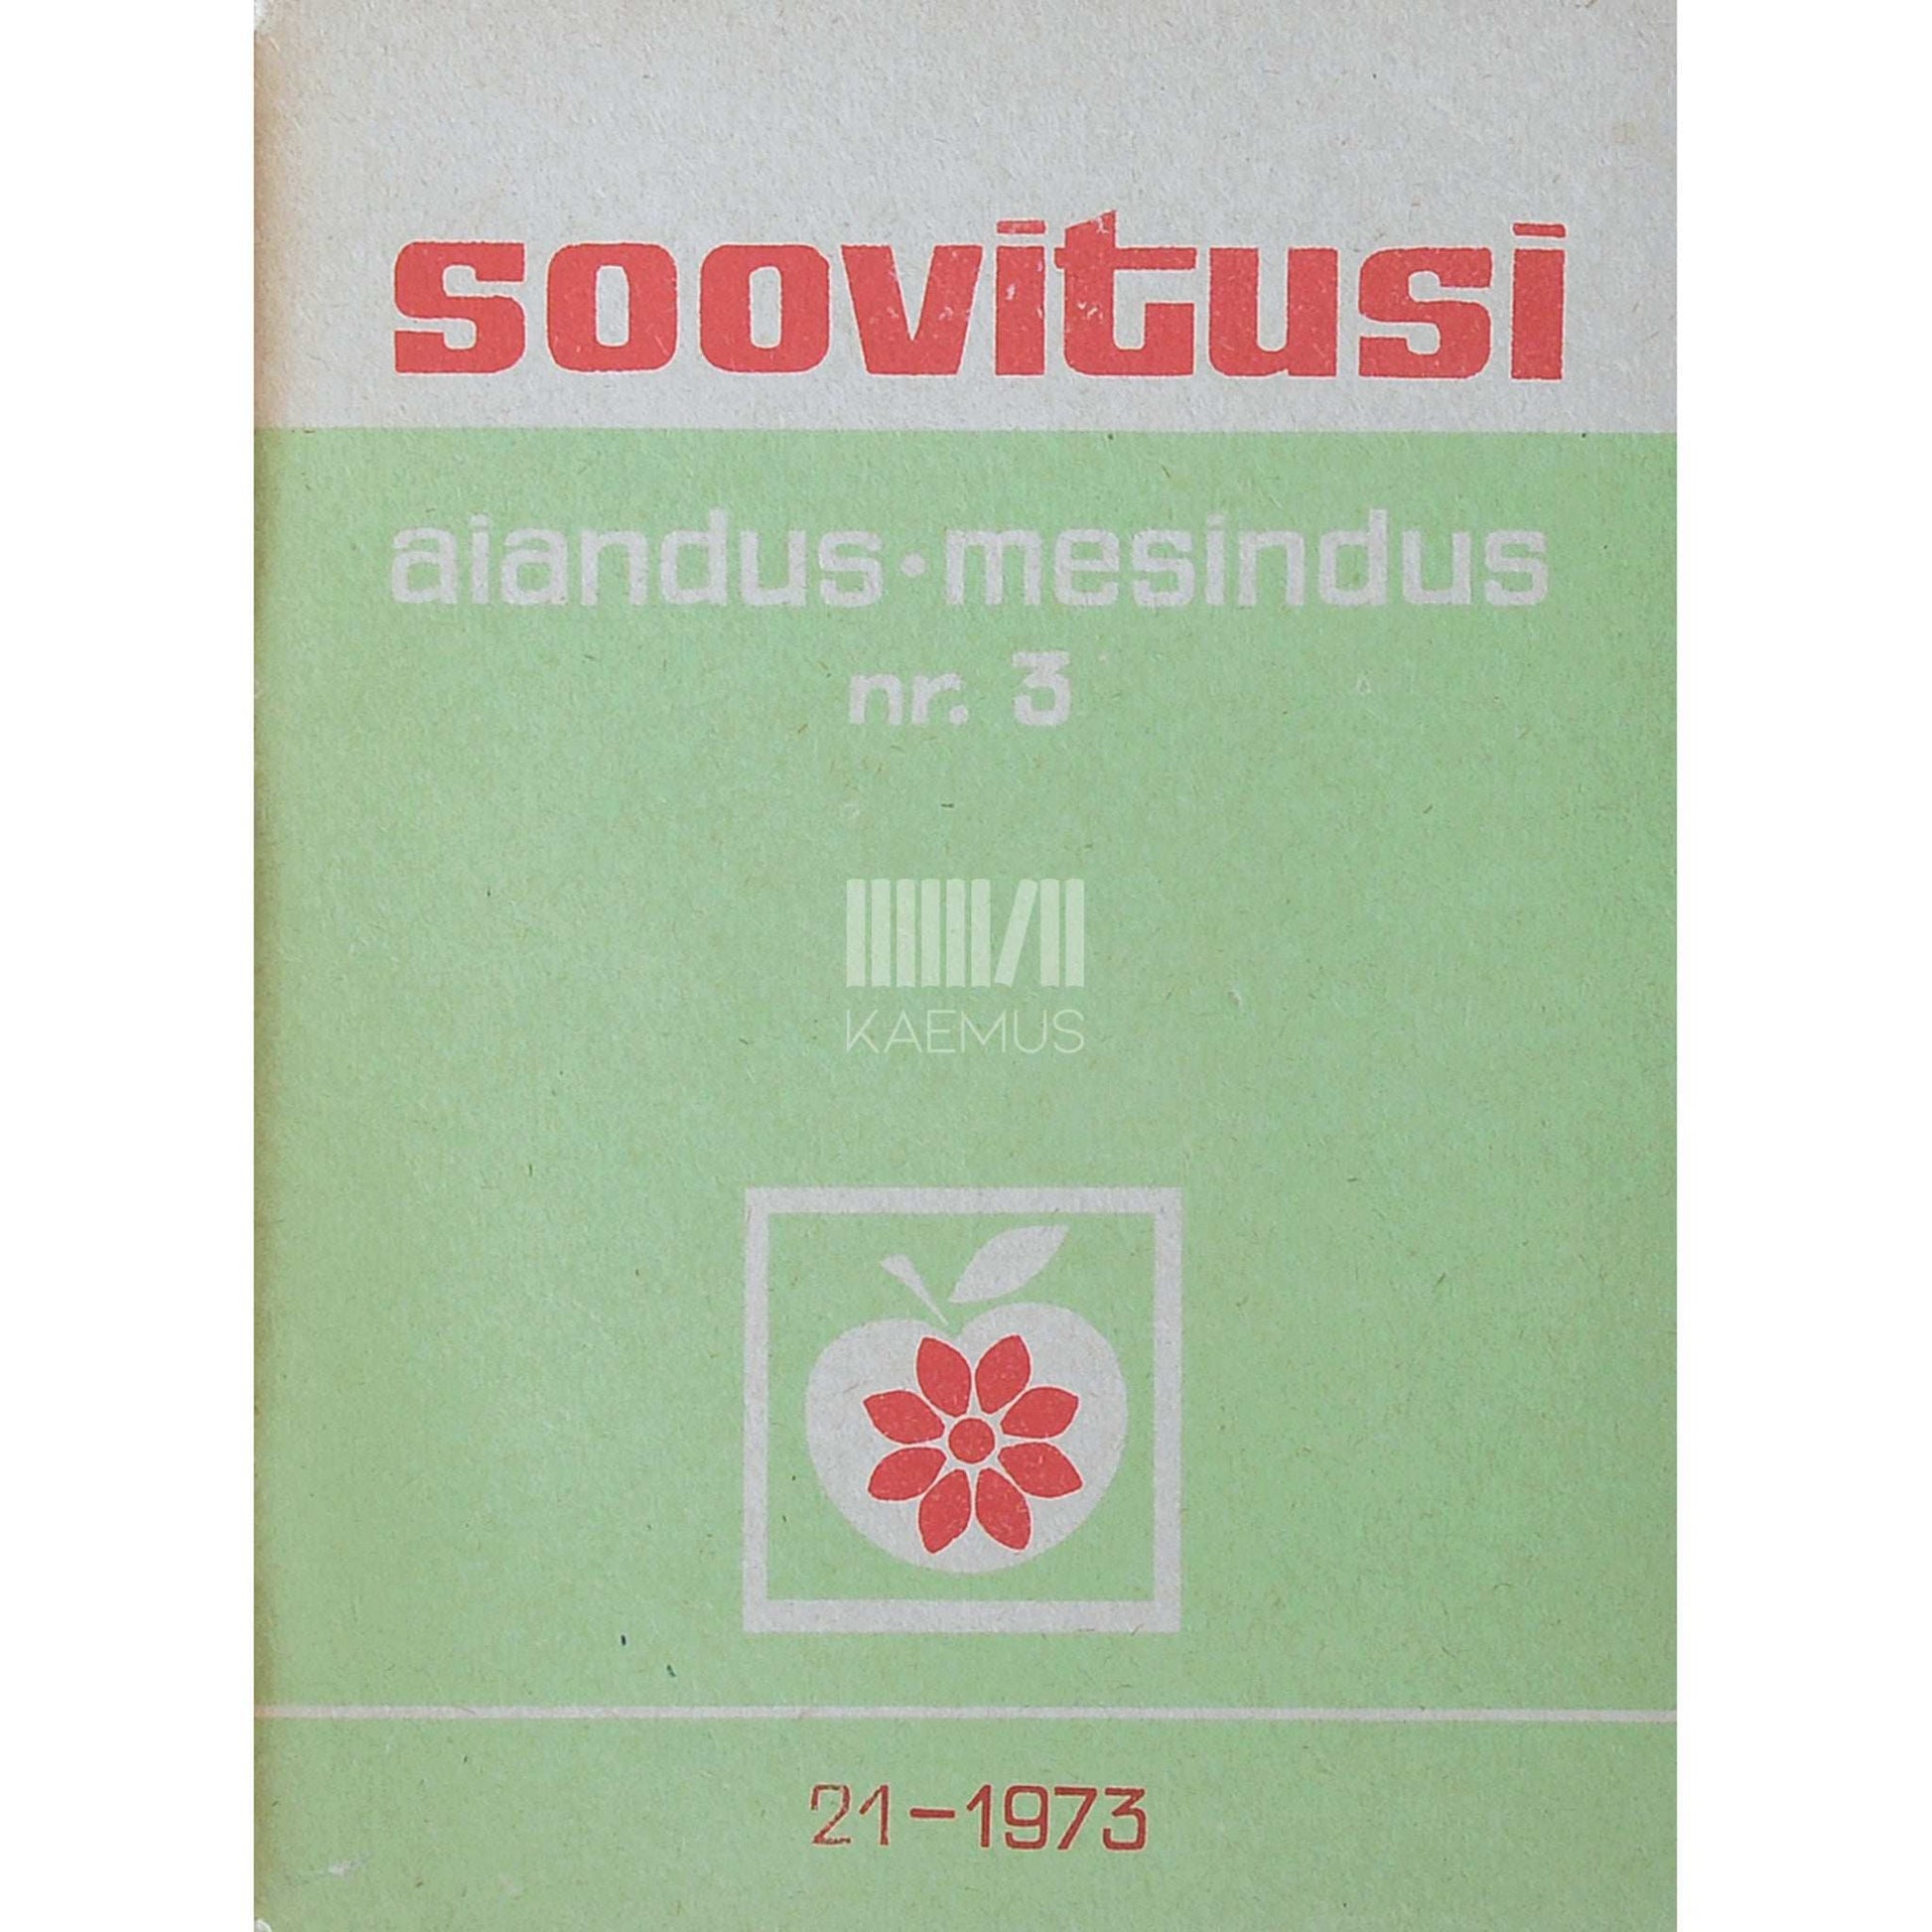 soovitusi
aiandus·mesindus
nr. 3
KAEMUS
21-1973